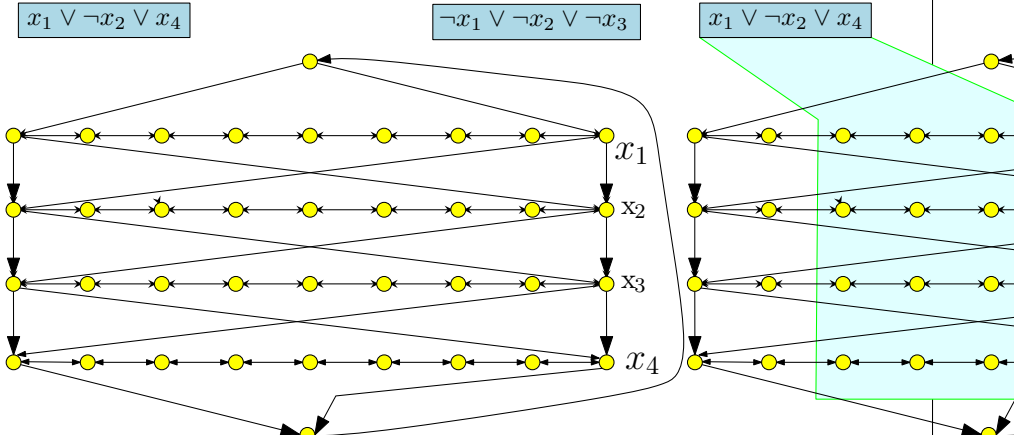 x₁ ∨ ¬x₂ ∨ x₄
¬x₁ ∨ ¬x₂ ∨ ¬x₃
x₁ ∨ ¬x₂ ∨ x₄
x₁
x₂
x₃
x₄